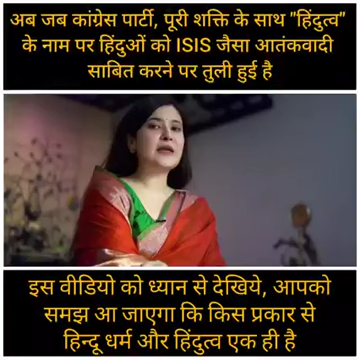 अब जब कांग्रेस पार्टी, पूरी शक्ति के साथ "हिंदुत्व"
के नाम पर हिंदुओं को ISIS जैसा आतंकवादी
साबित करने पर तुली हुई है
इस वीडियो को ध्यान से देखिये, आपको
समझ आ जाएगा कि किस प्रकार से
हिन्दू धर्म और हिंदुत्व एक ही है